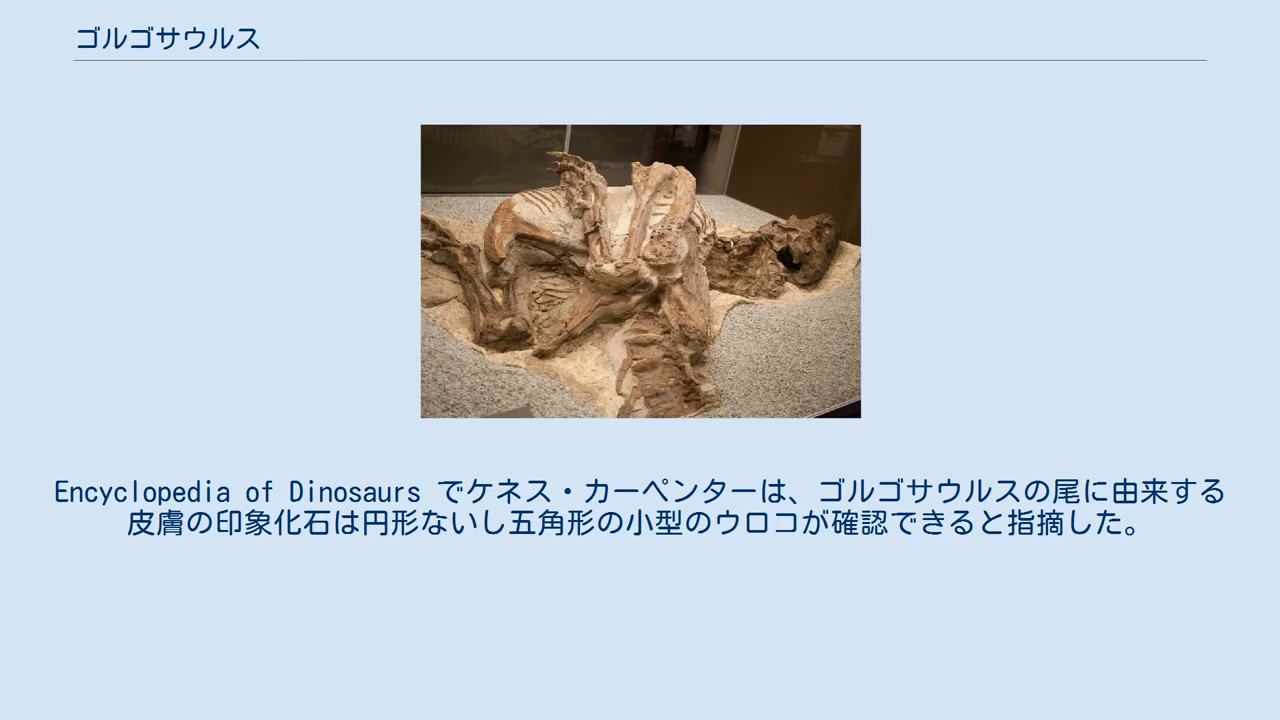 ゴルゴサウルス
Encyclopedia of Dinosaurs でケネス・カーペンターは、ゴルゴサウルスの尾に由来する
皮膚の印象化石は円形ないし五角形の小型のウロコが確認できると指摘した。